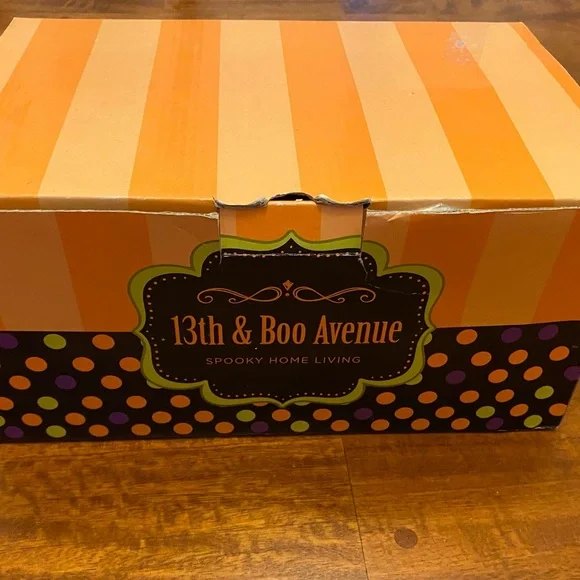 13th & Boo Avenue
SPOOKY HOME LIVING